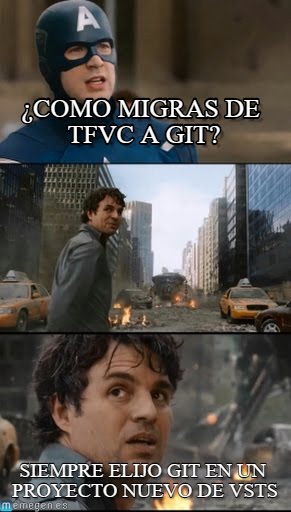 ¿COMO MIGRAS DE
TFVC A GIT?
SIEMPRE ELIJO GIT EN UN
PROYECTO NUEVO DE VSTS
memegen.es